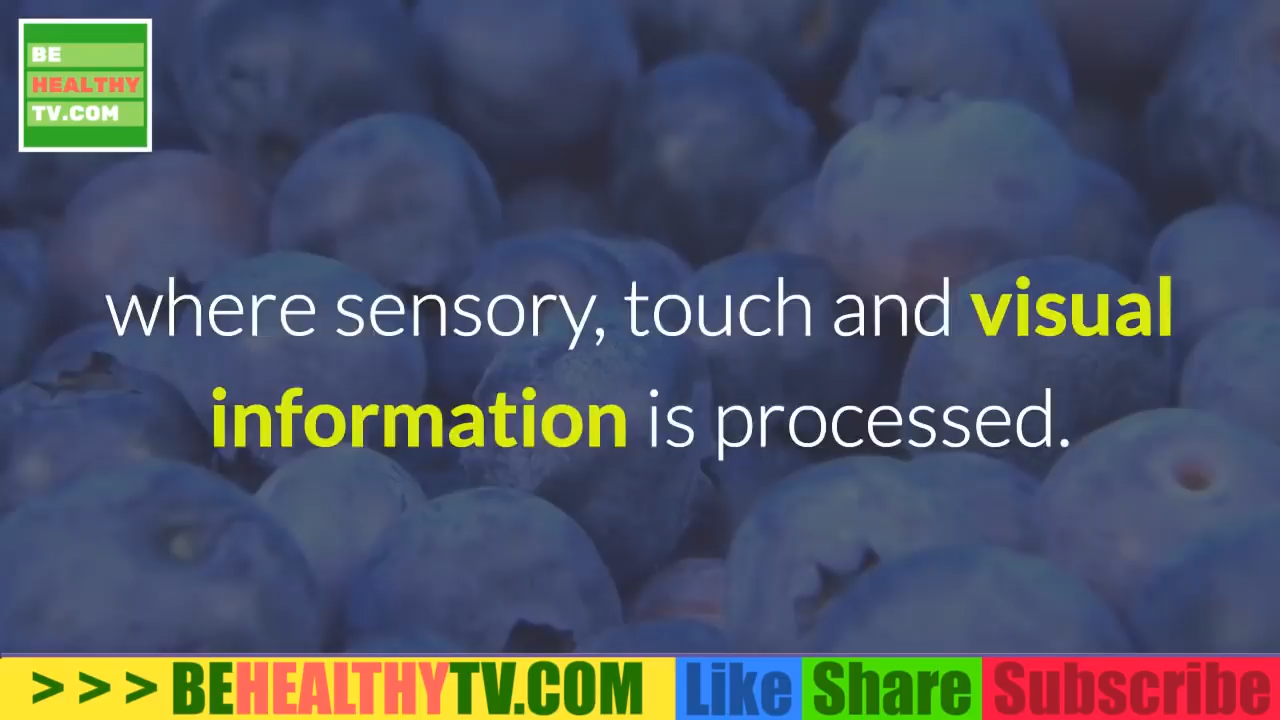 BE
HEALTHY
TV.COM
where sensory, touch and visual
information is processed.
> > > BEHEALTHYTV.COM Like Share Subscribe